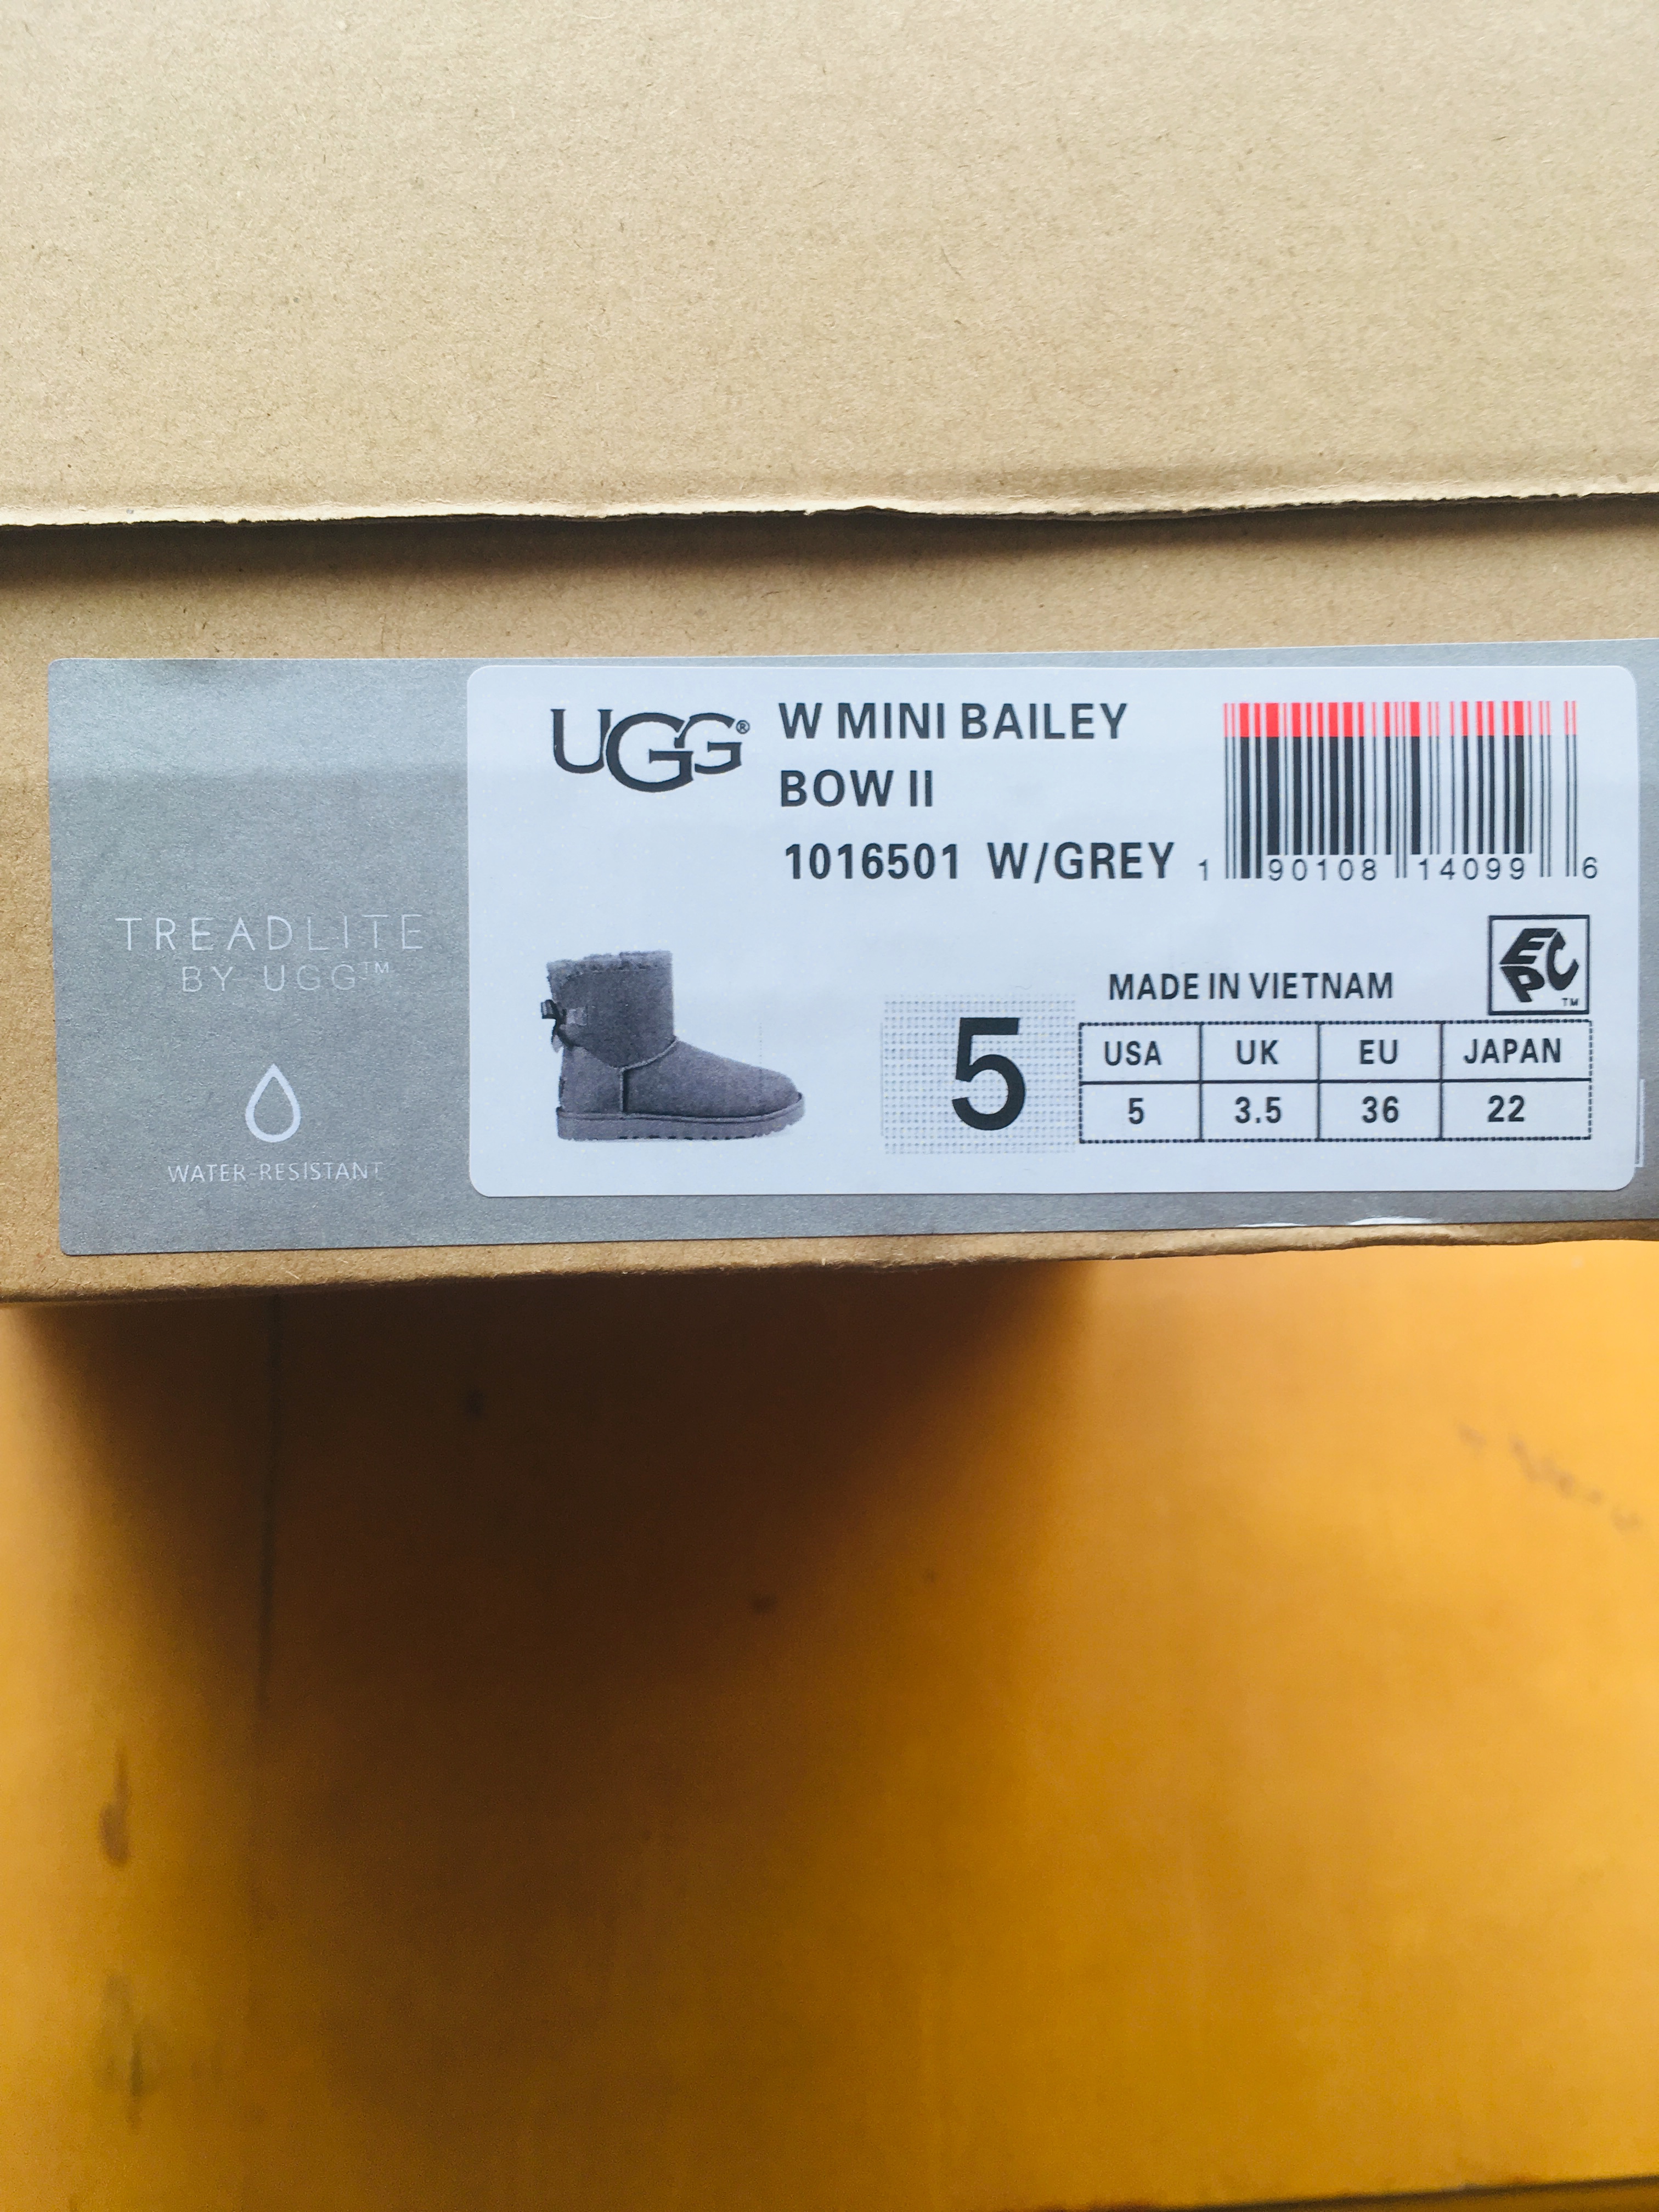 UGG®
W MINI BAILEY
BOW II
1016501 W/GREY
1 90108 14099 6
TREADLITE
BY UGG™
WATER-RESISTANT
MADE IN VIETNAM
EPC™
5
USA UK EU JAPAN
5 3.5 36 22